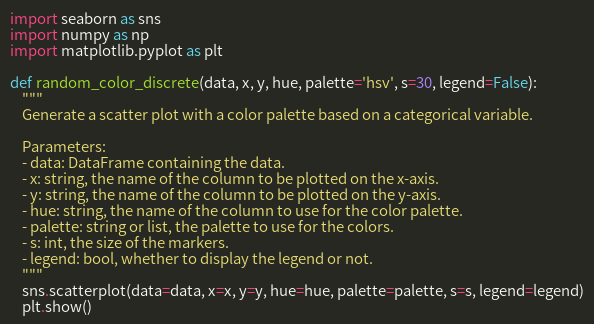 import seaborn as sns
import numpy as np
import matplotlib.pyplot as plt

def random_color_discrete(data, x, y, hue, palette='hsv', s=30, legend=False):
    """
    Generate a scatter plot with a color palette based on a categorical variable.

    Parameters:
    - data: DataFrame containing the data.
    - x: string, the name of the column to be plotted on the x-axis.
    - y: string, the name of the column to be plotted on the y-axis.
    - hue: string, the name of the column to use for the color palette.
    - palette: string or list, the palette to use for the colors.
    - s: int, the size of the markers.
    - legend: bool, whether to display the legend or not.
    """
    sns.scatterplot(data=data, x=x, y=y, hue=hue, palette=palette, s=s, legend=legend)
    plt.show()